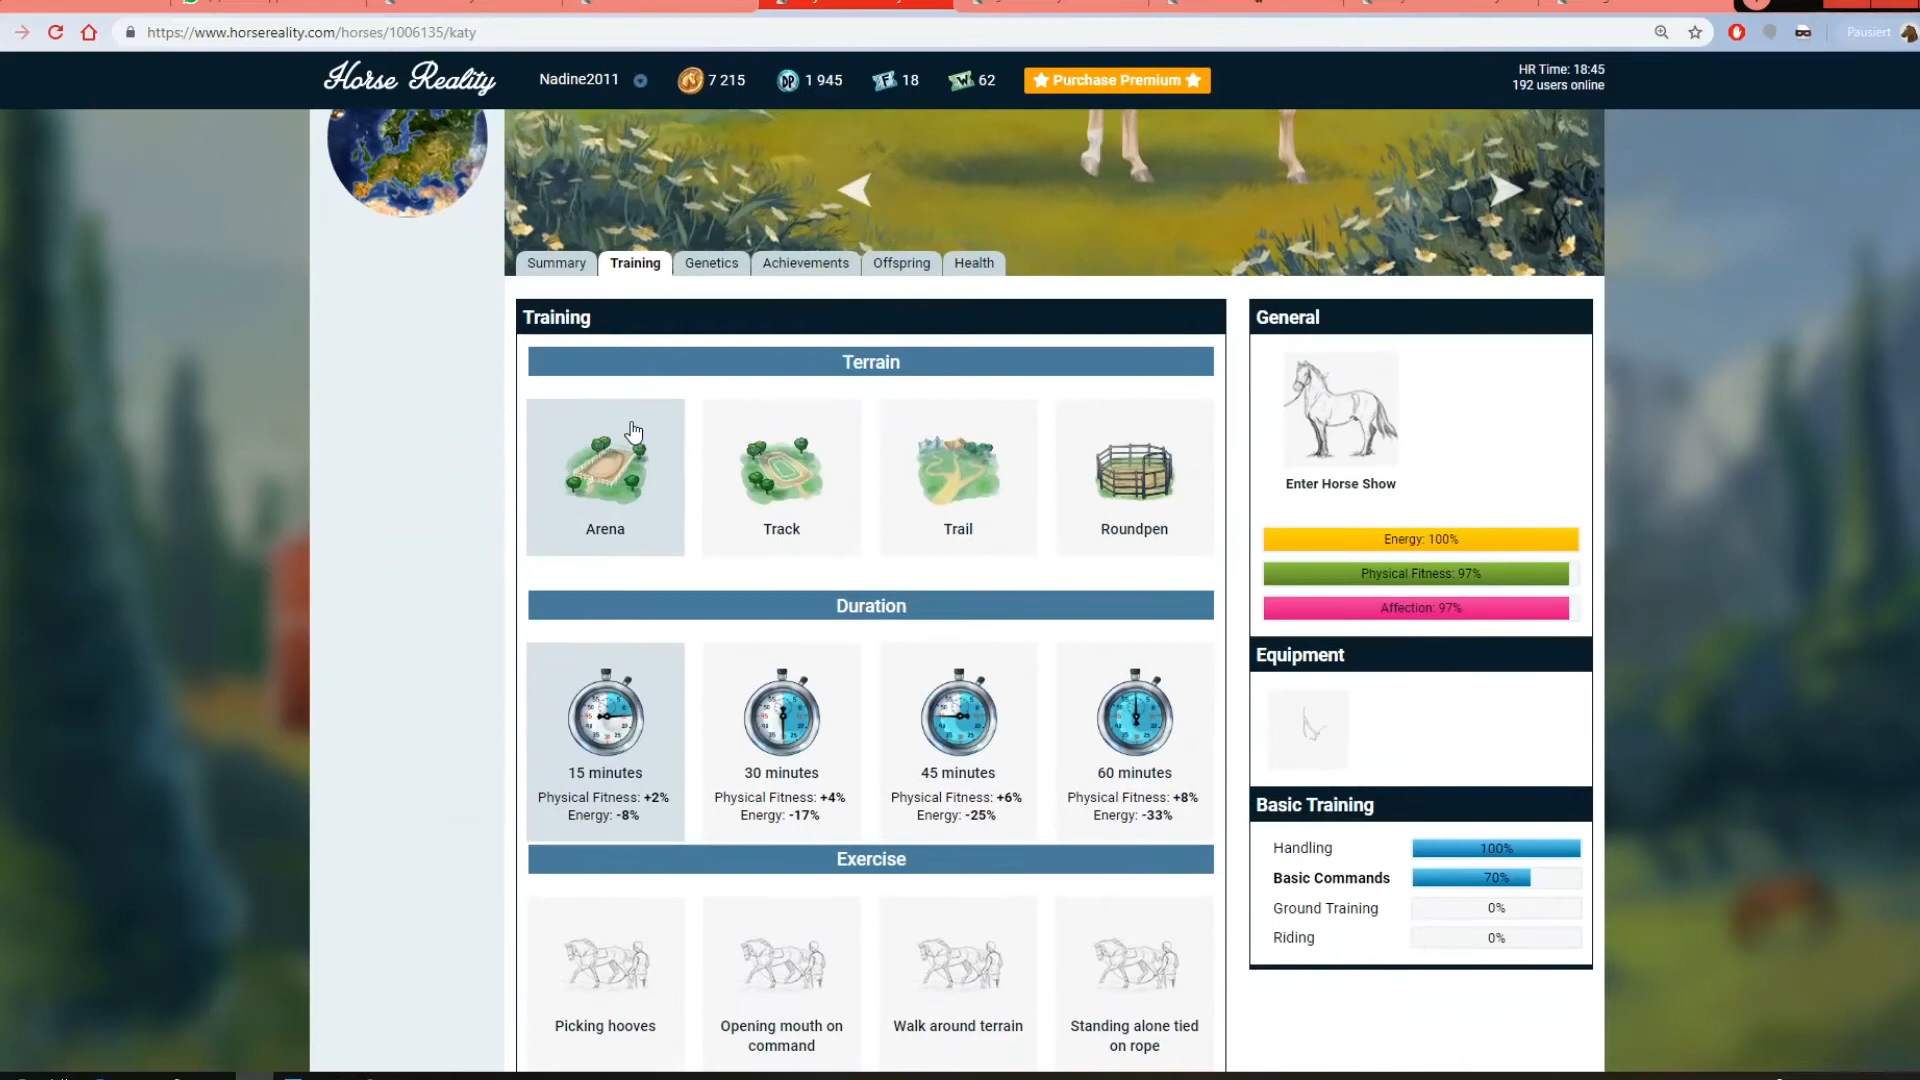 https://www.horsereality.com/horses/1006135/katy
Pausiert
Horse Reality
Nadine2011
7 215
DP
1 945
F
18
W
62
Purchase Premium
HR Time: 18:45
192 users online
Summary
Training
Genetics
Achievements
Offspring
Health
Training
Terrain
Arena
Track
Trail
Roundpen
Duration
15 minutes
Physical Fitness: +2%
Energy: -8%
30 minutes
Physical Fitness: +4%
Energy: -17%
45 minutes
Physical Fitness: +6%
Energy: -25%
60 minutes
Physical Fitness: +8%
Energy: -33%
Exercise
Picking hooves
Opening mouth on
command
Walk around terrain
Standing alone tied
on rope
General
Enter Horse Show
Energy: 100%
Physical Fitness: 97%
Affection: 97%
Equipment
Basic Training
Handling
100%
Basic Commands
70%
Ground Training
0%
Riding
0%